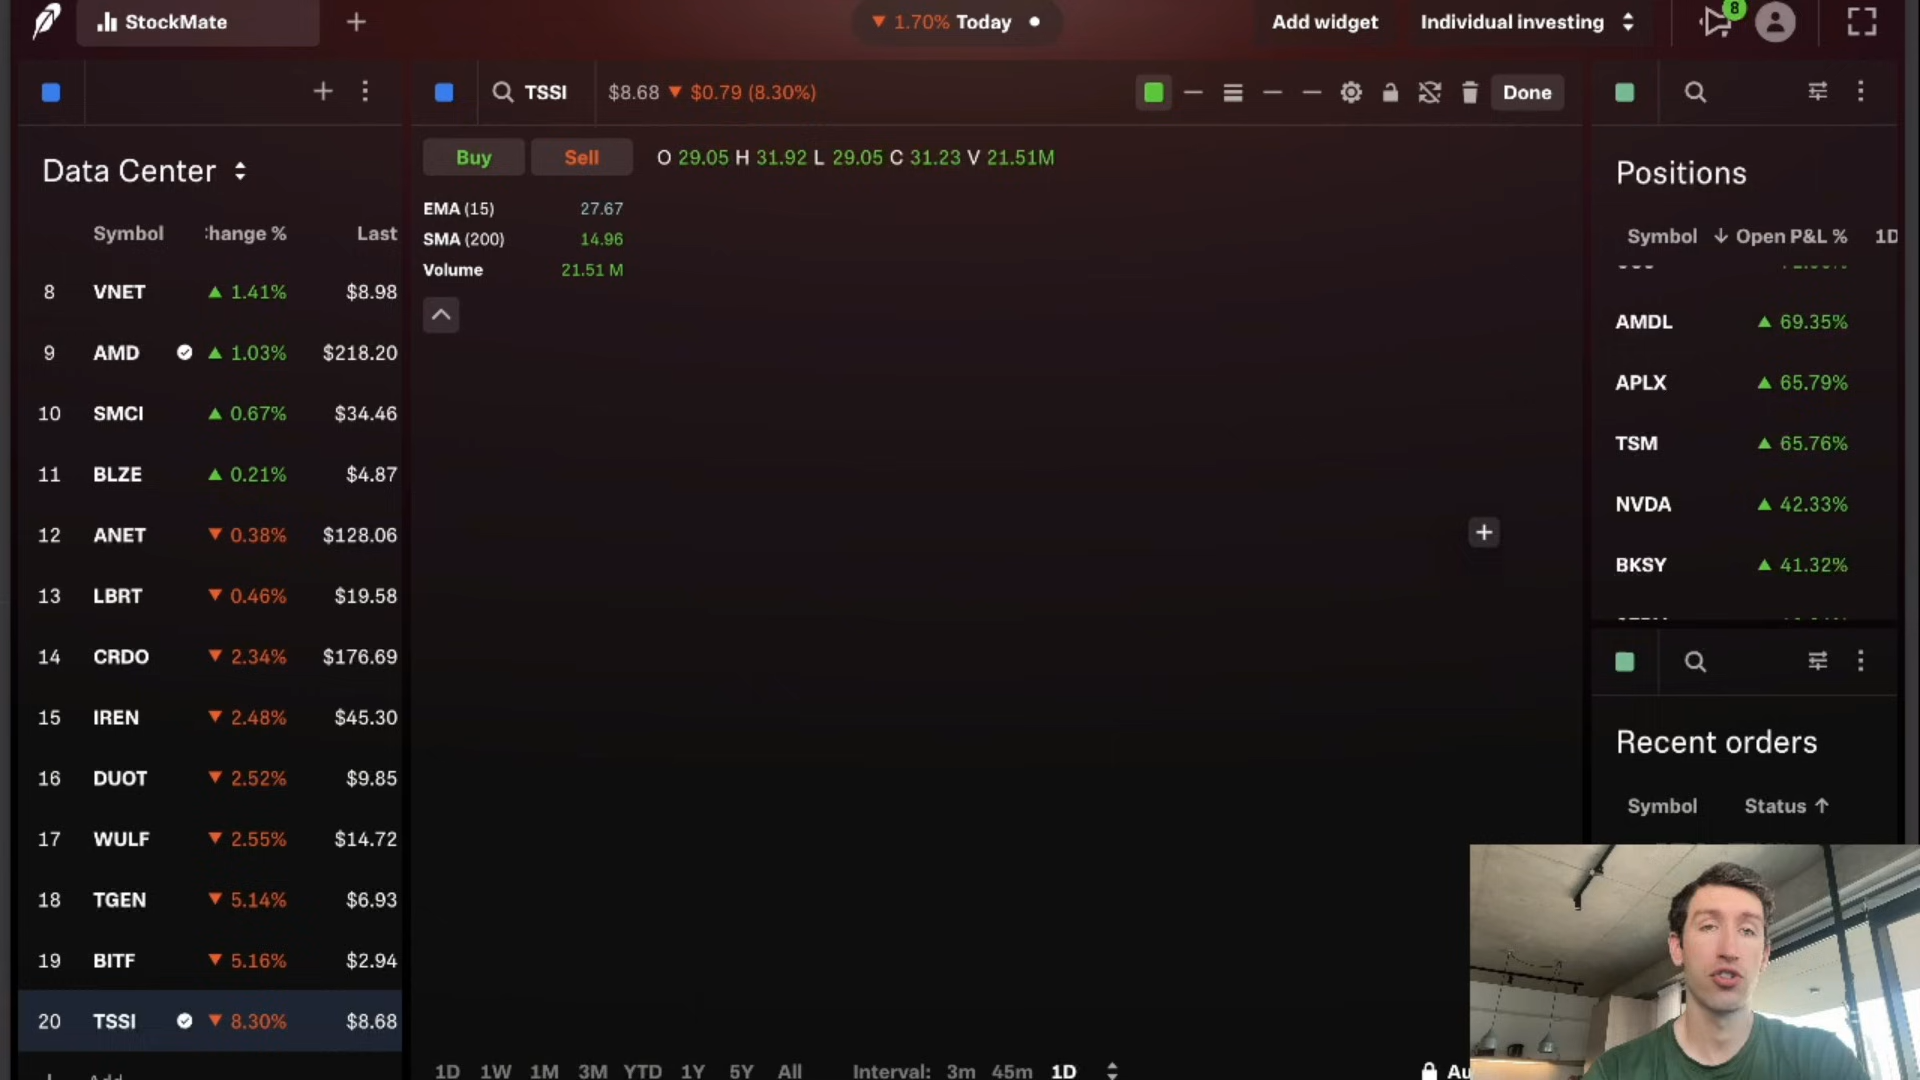 StockMate
1.70% Today
Add widget
Individual investing
8
TSSI
$8.68 $0.79 (8.30%)
Done
Data Center
Symbol
Last
8 VNET 1.41% $8.98
9 AMD 1.03% $218.20
10 SMCI 0.67% $34.46
11 BLZE 0.21% $4.87
12 ANET 0.38% $128.06
13 LBRT 0.46% $19.58
14 CRDO 2.34% $176.69
15 IREN 2.48% $45.30
16 DUOT 2.52% $9.85
17 WULF 2.55% $14.72
18 TGEN 5.14% $6.93
19 BITF 5.16% $2.94
20 TSSI 8.30% $8.68
Buy
Sell
O 29.05 H 31.92 L 29.05 C 31.23 V 21.51M
EMA (15) 27.67
SMA (200) 14.96
Volume 21.51 M
1D 1W 1M 3M YTD 1Y 5Y All
Interval: 3m 45m 1D
Positions
Symbol Open P&L % 1D
AMDL 69.35%
APLX 65.79%
TSM 65.76%
NVDA 42.33%
BKSY 41.32%
Recent orders
Symbol Status